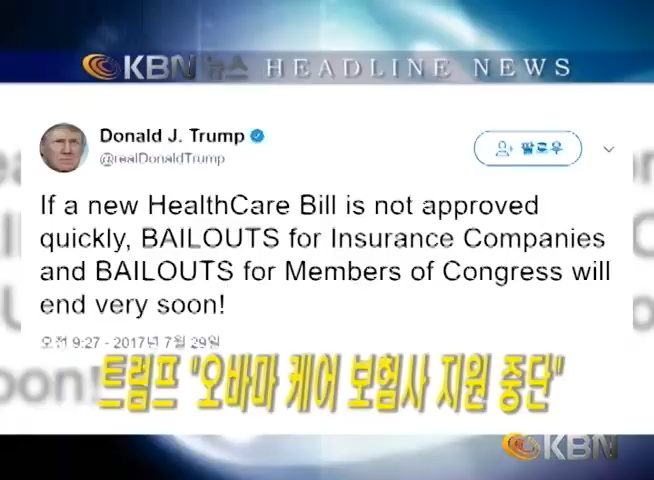 KBN 뉴스 HEADLINE NEWS
Donald J. Trump
@realDonaldTrump
팔로우
If a new HealthCare Bill is not approved
quickly, BAILOUTS for Insurance Companies
and BAILOUTS for Members of Congress will
end very soon!
오전 9:27 - 2017년 7월 29일
oon!
트럼프 "오바마 케어 보험사 지원 중단"
KBN